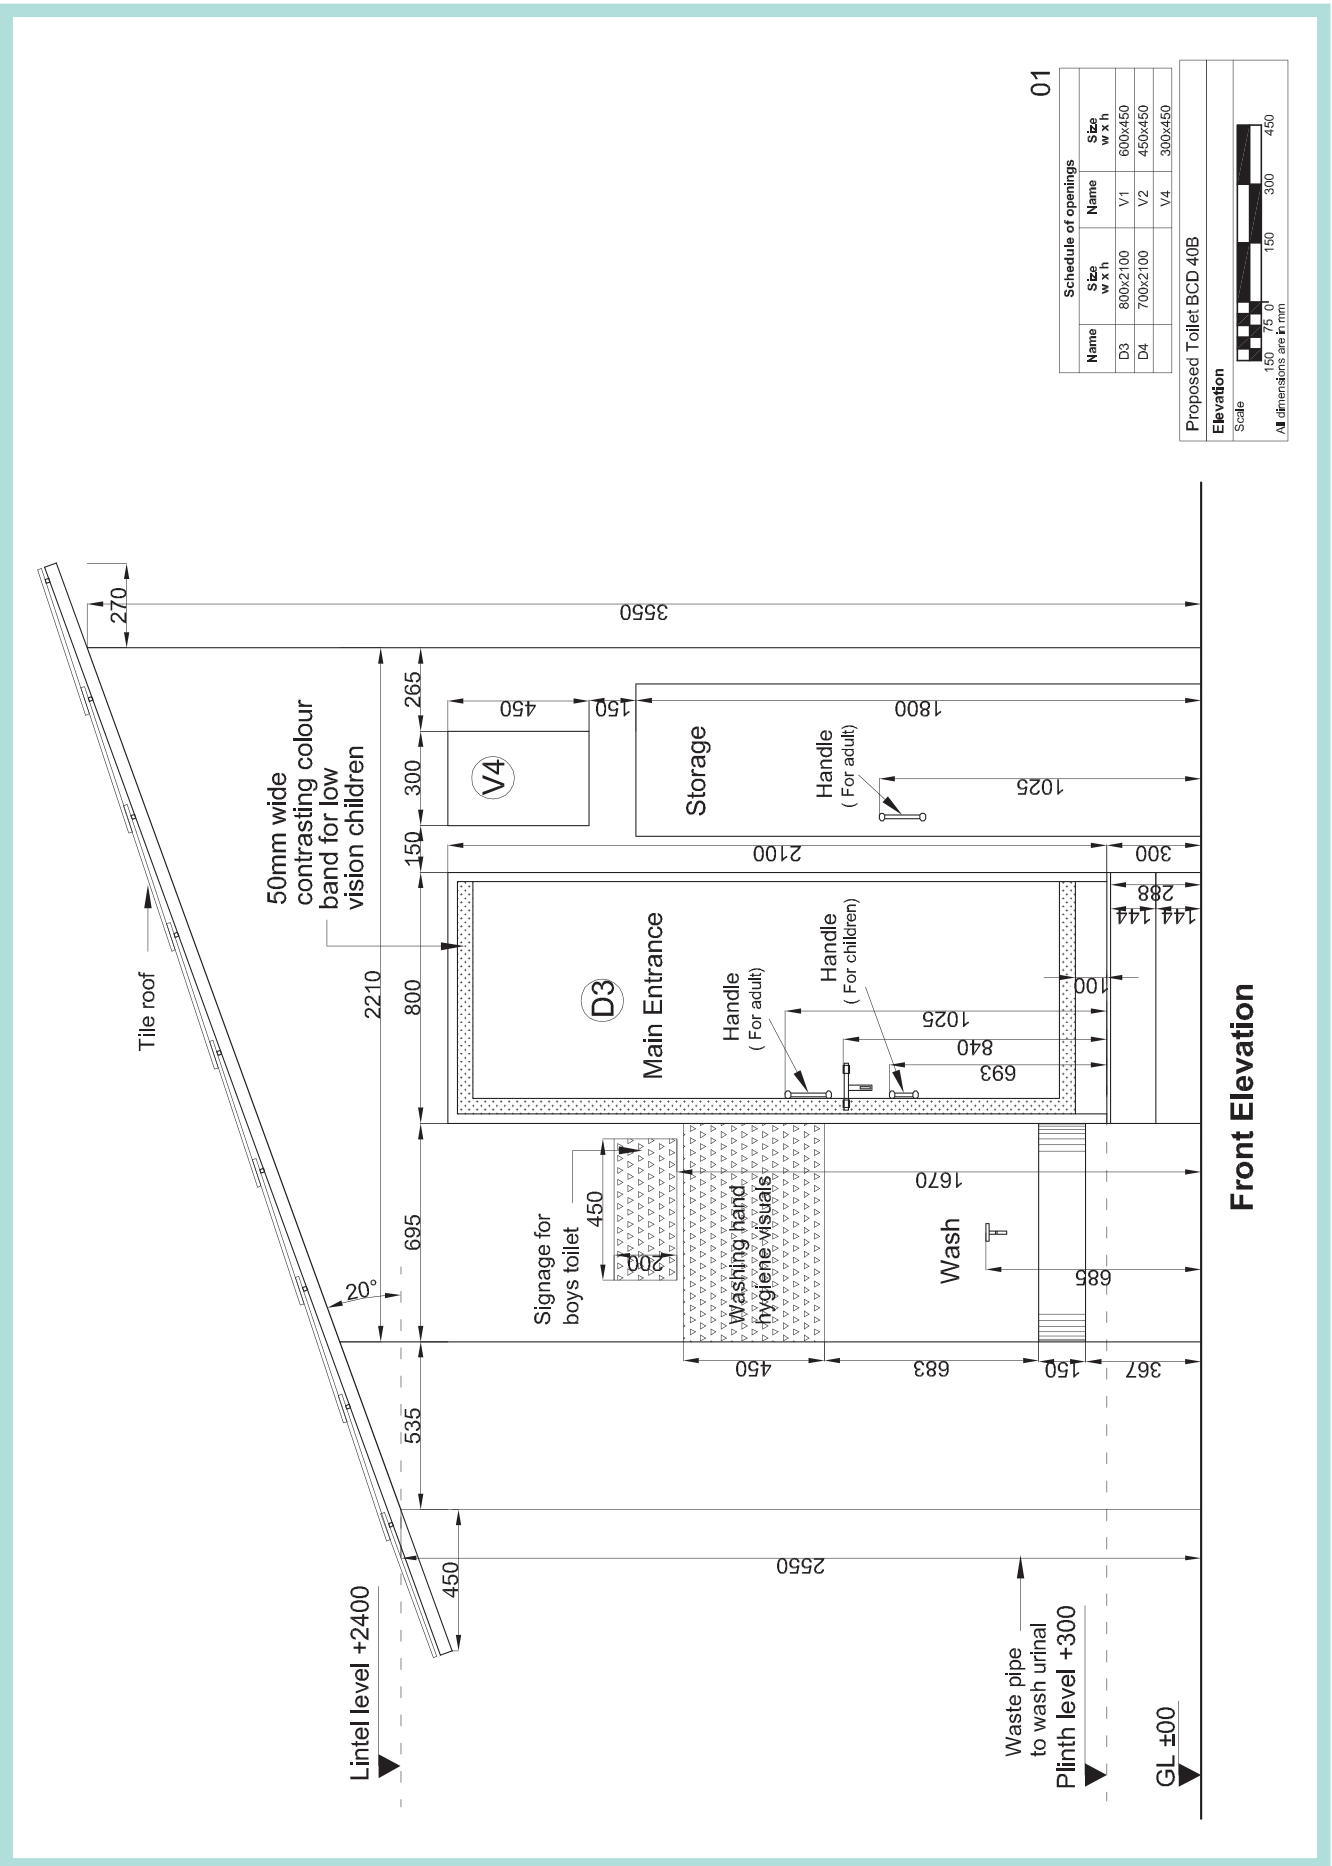 20°
Tile roof
50mm wide
contrasting colour
band for low
vision children
270
2210
535
695
800
150
300
265
450
Lintel level +2400
2550
V4
450
150
1800
3550
Storage
Handle
( For adult)
1025
D3
Main Entrance
2100
300
288
144
144
100
Handle
( For adult)
Handle
( For children)
1025
840
693
Signage for
boys toilet
450
200
Washing hand
hygiene visuals
1670
Wash
685
450
683
150
367
Waste pipe
to wash urinal
Plinth level +300
GL ±00
Front Elevation
01
Schedule of openings
Name Size w x h Name Size w x h
D3 800x2100 V1 600x450
D4 700x2100 V2 450x450
V4 300x450
Proposed Toilet BCD 40B
Elevation
Scale
150 75 0 150 300 450
All dimensions are in mm